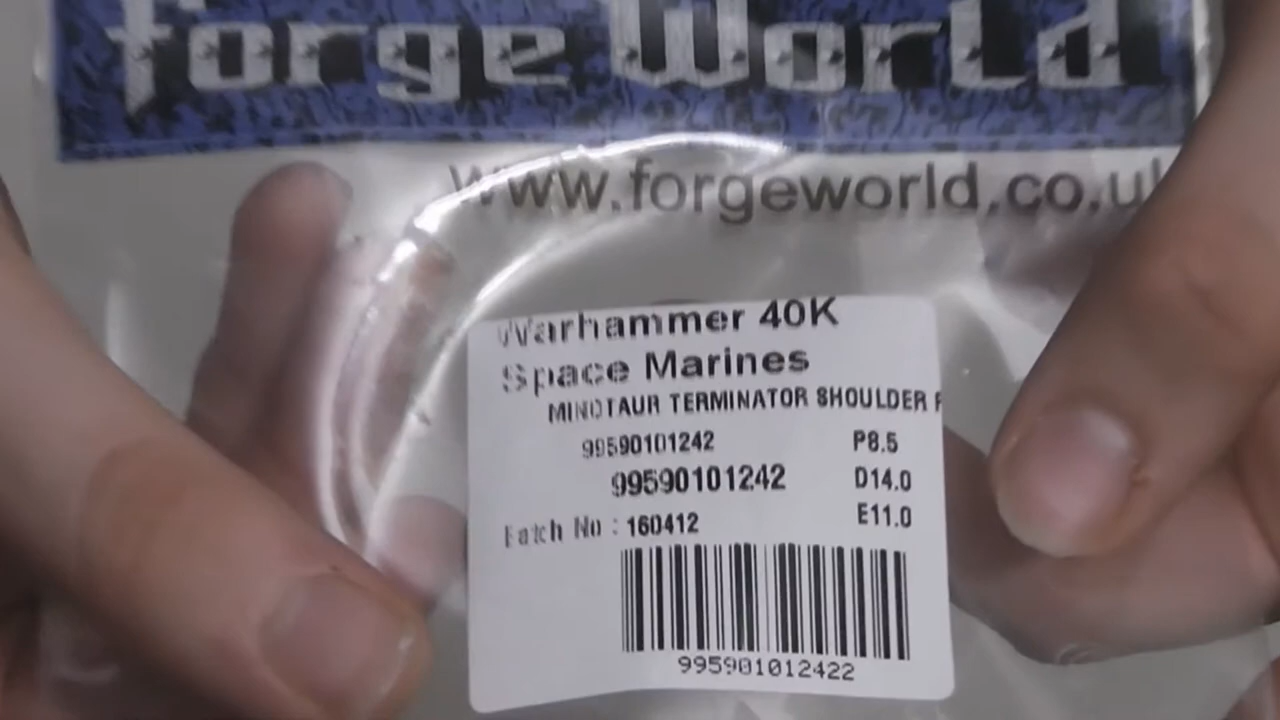 forge World
www.forgeworld.co.uk
Warhammer 40K
Space Marines
MINOTAUR TERMINATOR SHOULDER
99590101242 P8.5
99590101242 D14.0
E11.0
Batch No : 160412
995901012422